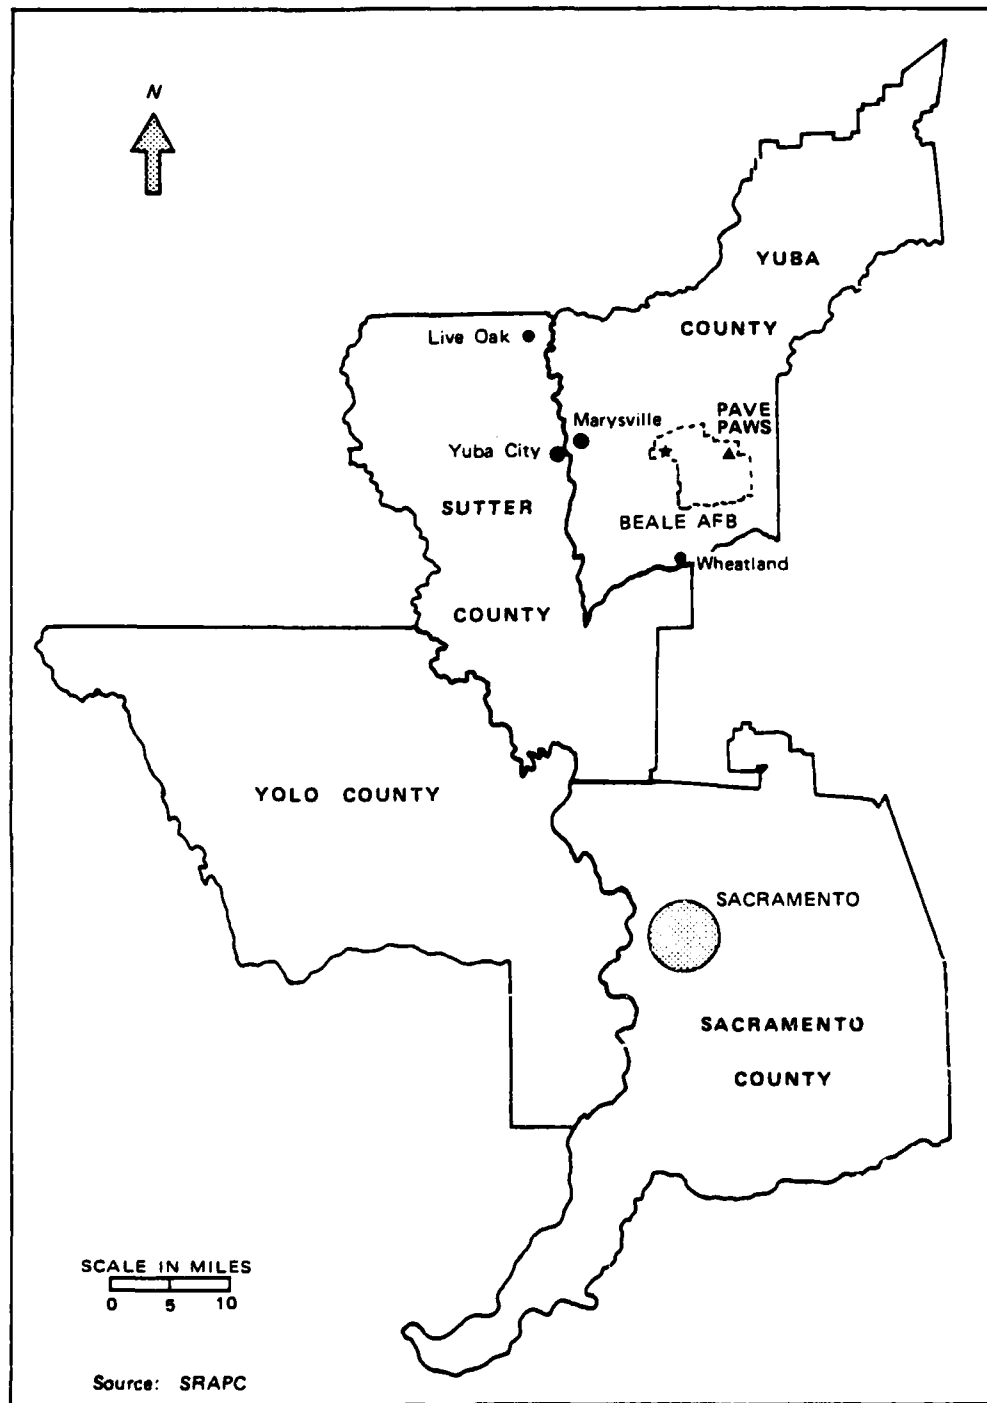 N
YUBA
COUNTY
Live Oak
Marysville
PAVE
PAWS
Yuba City
SUTTER
BEALE AFB
Wheatland
COUNTY
YOLO COUNTY
SACRAMENTO
SACRAMENTO
COUNTY
SCALE IN MILES
0 5 10
Source: SRAPC